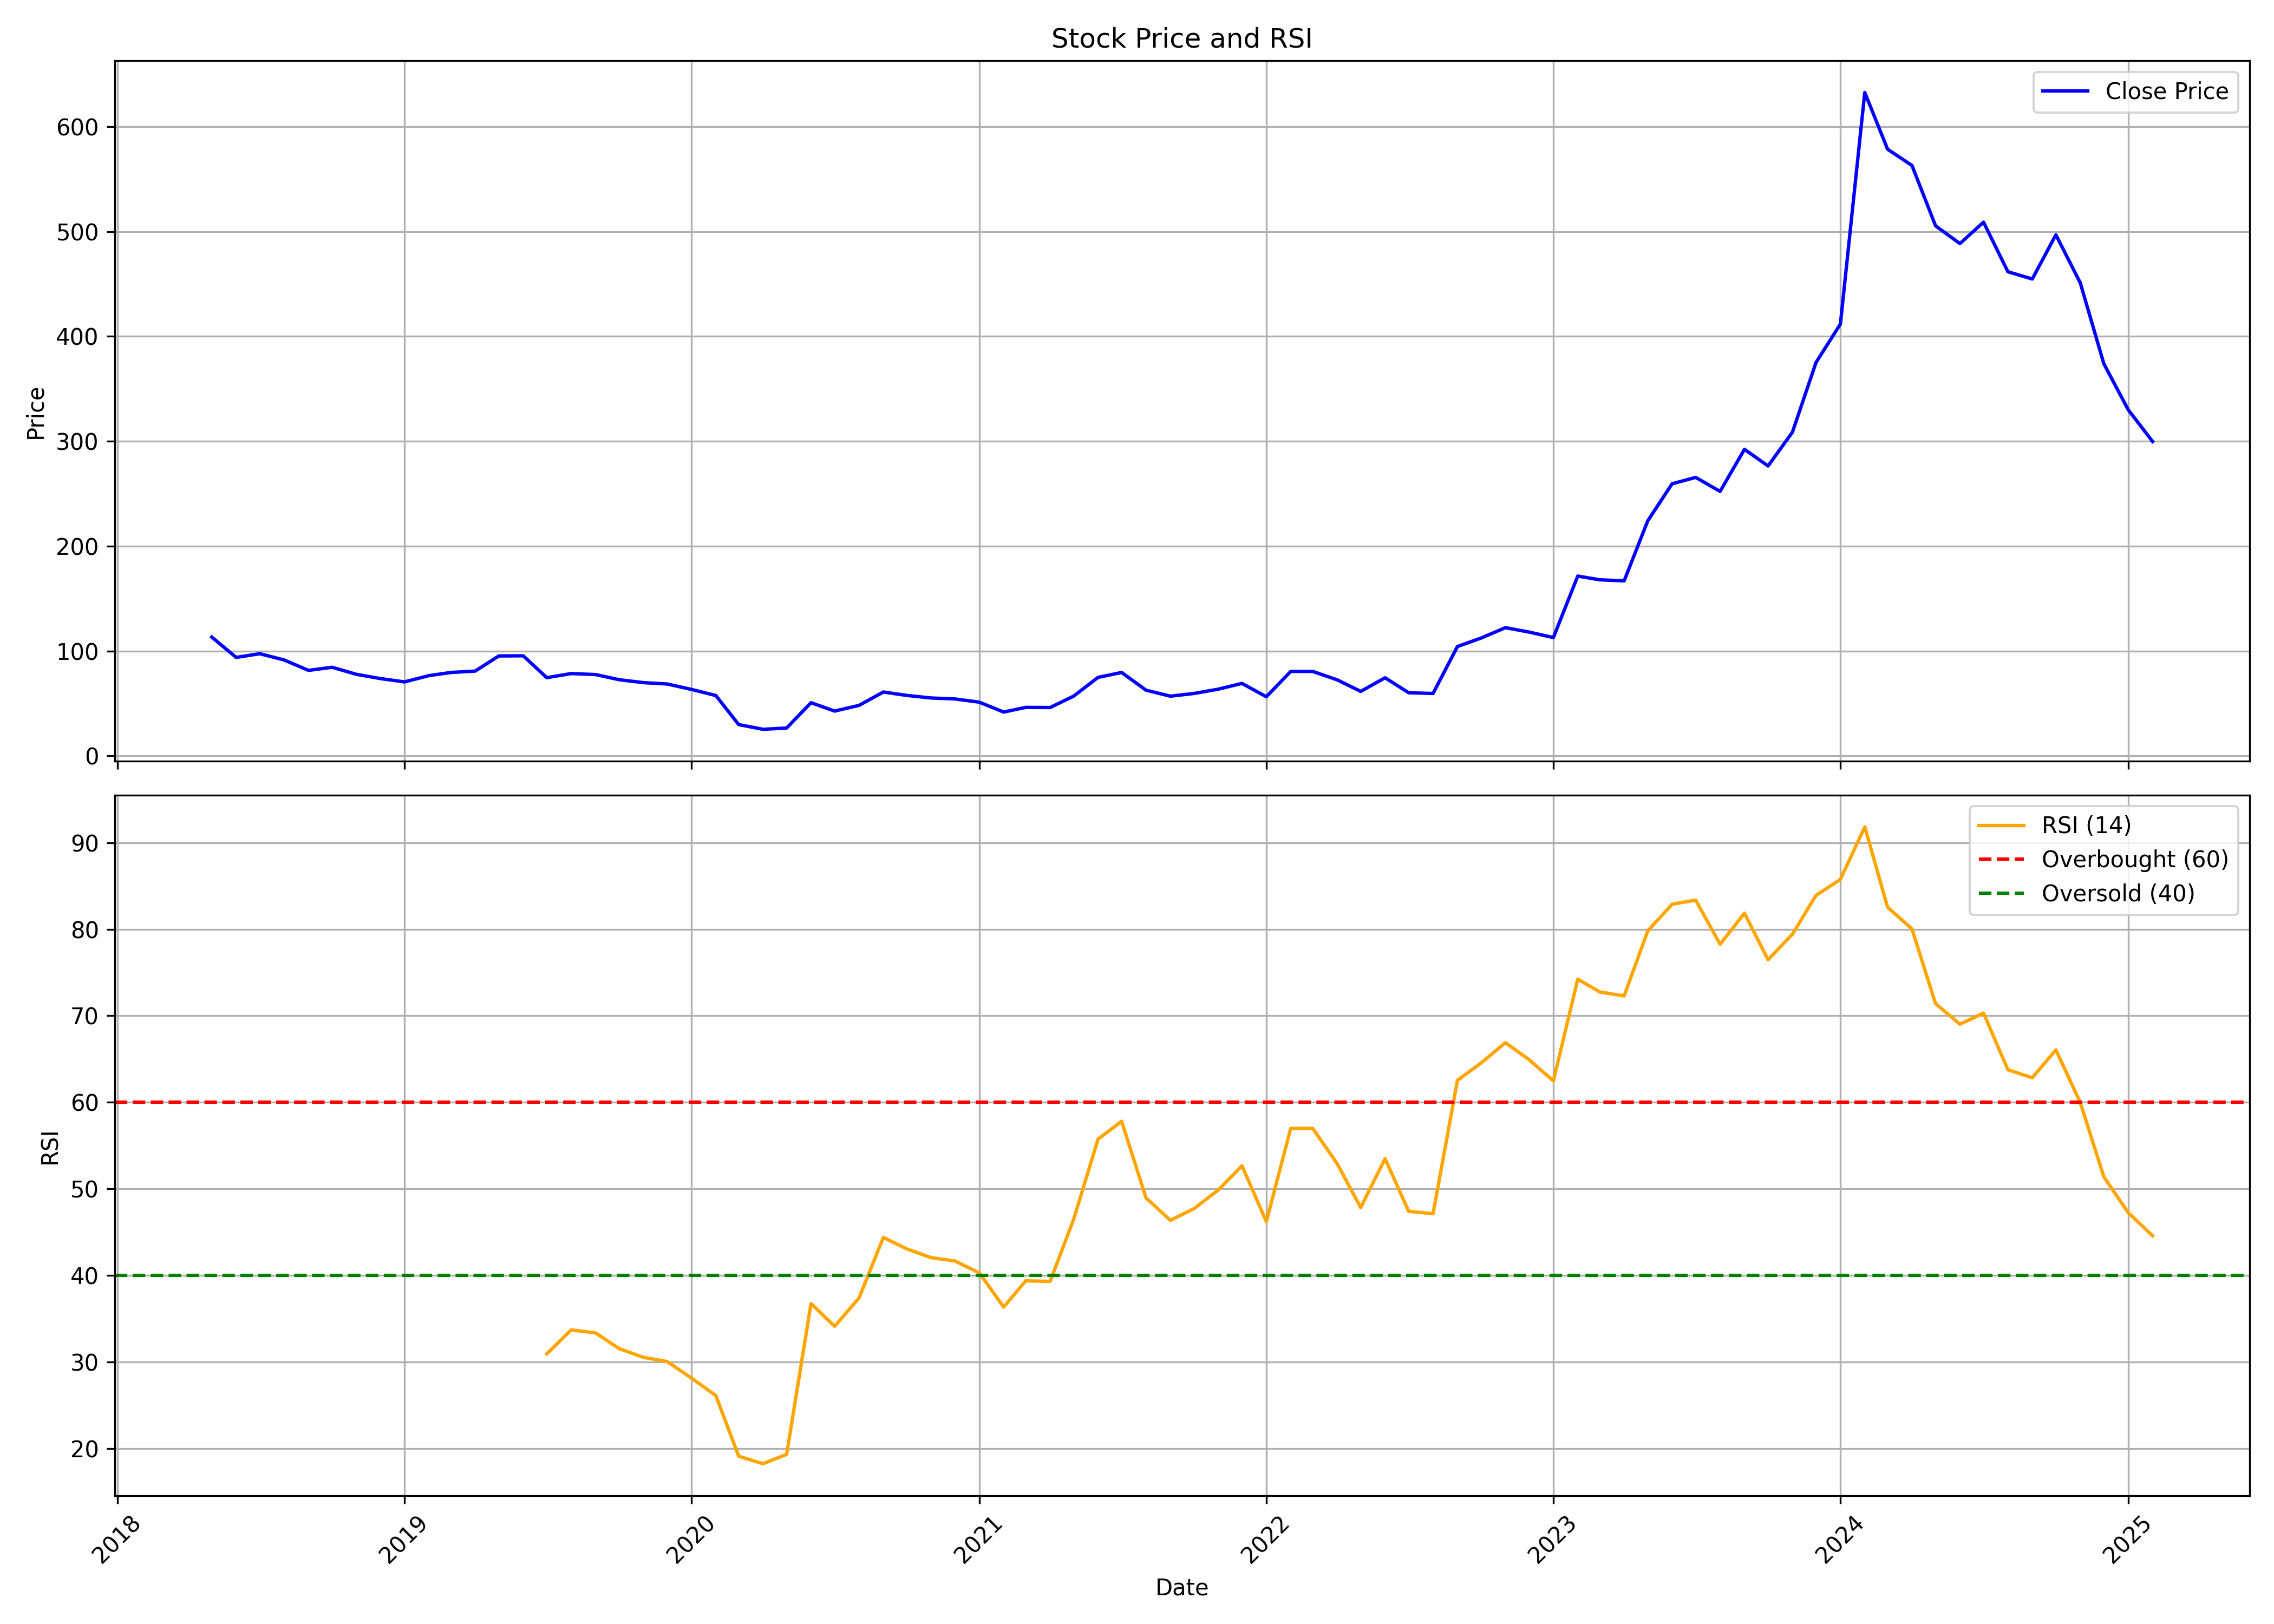 Stock Price and RSI
Close Price
600
500
400
300
200
100
0
Price
RSI (14)
Overbought (60)
Oversold (40)
90
80
70
60
50
40
30
20
RSI
2018
2019
2020
2021
2022
2023
2024
2025
Date